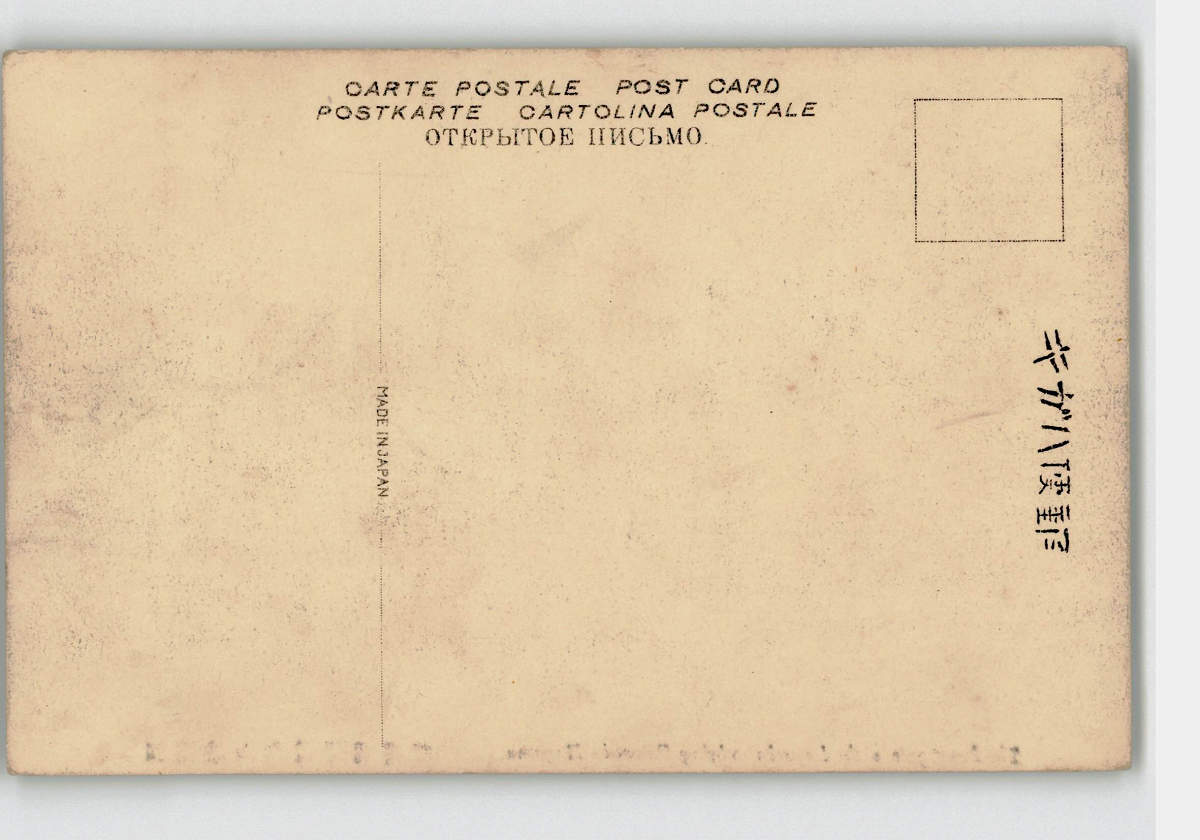 CARTE POSTALE POST CARD
POSTKARTE CARTOLINA POSTALE
ОТКРЫТОЕ ПИСЬМО.
MADE IN JAPAN
キガハ便郵